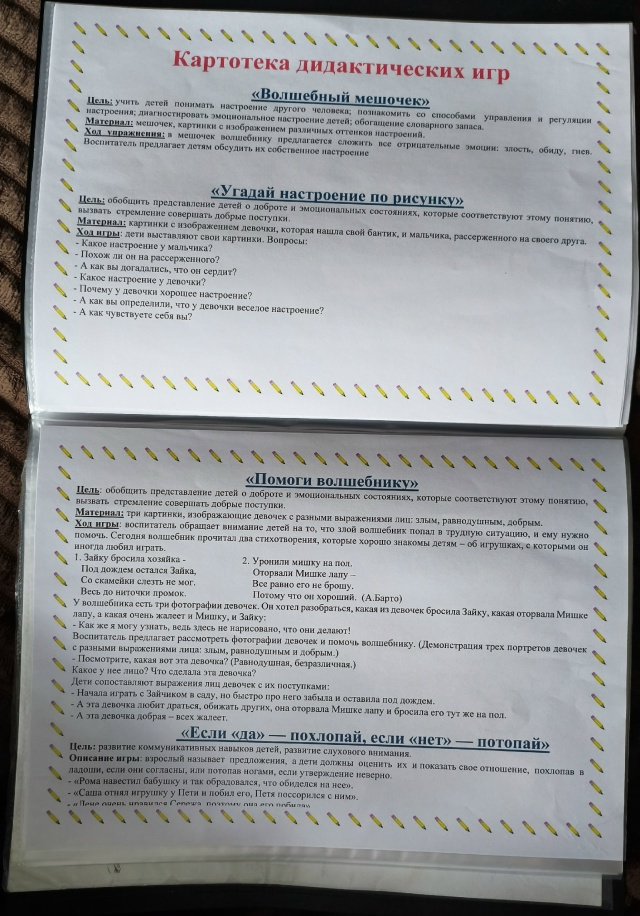 Картотека дидактических игр
«Волшебный мешочек»
Цель: учить детей понимать настроение другого человека; познакомить со способами управления и регуляции
настроения; диагностировать эмоциональное настроение детей; обогащение словарного запаса.
Материал: мешочек, картинки с изображением различных оттенков настроений.
Ход упражнения: в мешочек волшебнику предлагается сложить все отрицательные эмоции: злость, обиду, гнев.
Воспитатель предлагает детям обсудить их собственное настроение
«Угадай настроение по рисунку»
Цель: обобщить представление детей о доброте и эмоциональных состояниях, которые соответствуют этому понятию,
вызвать стремление совершать добрые поступки.
Материал: картинки с изображением девочки, которая нашла свой бантик, и мальчика, рассерженного на своего друга.
Ход игры: дети выставляют свои картинки. Вопросы:
- Какое настроение у мальчика?
- Похож ли он на рассерженного?
- А как вы догадались, что он сердит?
- Какое настроение у девочки?
- Почему у девочки хорошее настроение?
- А как вы определили, что у девочки веселое настроение?
- А как чувствуете себя вы?
«Помоги волшебнику»
Цель: обобщить представление детей о доброте и эмоциональных состояниях, которые соответствуют этому понятию,
вызвать стремление совершать добрые поступки.
Материал: три картинки, изображающие девочек с разными выражениями лиц: злым, равнодушным, добрым.
Ход игры: воспитатель обращает внимание детей на то, что злой волшебник попал в трудную ситуацию, и ему нужно
помочь. Сегодня волшебник прочитал два стихотворения, которые хорошо знакомы детям – об игрушках, с которыми он
иногда любил играть.
1. Зайку бросила хозяйка -
Под дождем остался Зайка,
Со скамейки слезть не мог.
Весь до ниточки промок.
2. Уронили мишку на пол.
Оторвали Мишке лапу –
Все равно его не брошу.
Потому что он хороший. (А.Барто)
У волшебника есть три фотографии девочек. Он хотел разобраться, какая из девочек бросила Зайку, какая оторвала Мишке
лапу, а какая очень жалеет и Мишку, и Зайку:
- Как же я могу узнать, ведь здесь не нарисовано, что они делают!
Воспитатель предлагает рассмотреть фотографии девочек и помочь волшебнику. (Демонстрация трех портретов девочек
с разными выражениями лица: злым, равнодушным и добрым.)
- Посмотрите, какая вот эта девочка? (Равнодушная, безразличная.)
Какое у нее лицо? Что сделала эта девочка?
Дети сопоставляют выражения лиц девочек с их поступками:
- Начала играть с Зайчиком в саду, но быстро про него забыла и оставила под дождем.
- А эта девочка любит драться, обижать других, она оторвала Мишке лапу и бросила его тут же на пол.
- А эта девочка добрая – всех жалеет.
«Если «да» — похлопай, если «нет» — потопай»
Цель: развитие коммуникативных навыков детей, развитие слухового внимания.
Описание игры: взрослый называет предложения, а дети должны оценить их и показать свое отношение, похлопав в
ладоши, если они согласны, или потопав ногами, если утверждение неверно.
- «Рома навестил бабушку и так обрадовался, что обиделся на нее».
- «Саша отнял игрушку у Пети и побил его, Петя поссорился с ним».
- «Лене очень нравился Сережа, поэтому она его побила»